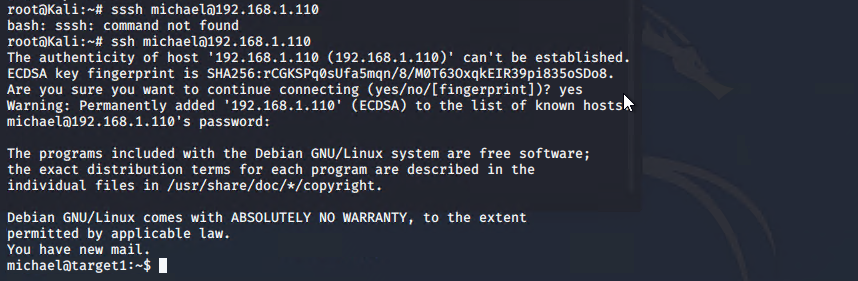 root@Kali:~# sssh michael@192.168.1.110
bash: sssh: command not found
root@Kali:~# ssh michael@192.168.1.110
The authenticity of host '192.168.1.110 (192.168.1.110)' can't be established.
ECDSA key fingerprint is SHA256:rCGKSPq0sUfa5mqn/8/M0T63OxqkEIR39pi835oSDo8.
Are you sure you want to continue connecting (yes/no/[fingerprint])? yes
Warning: Permanently added '192.168.1.110' (ECDSA) to the list of known hosts
michael@192.168.1.110's password:
The programs included with the Debian GNU/Linux system are free software;
the exact distribution terms for each program are described in the
individual files in /usr/share/doc/*/copyright.
Debian GNU/Linux comes with ABSOLUTELY NO WARRANTY, to the extent
permitted by applicable law.
You have new mail.
michael@target1:~$